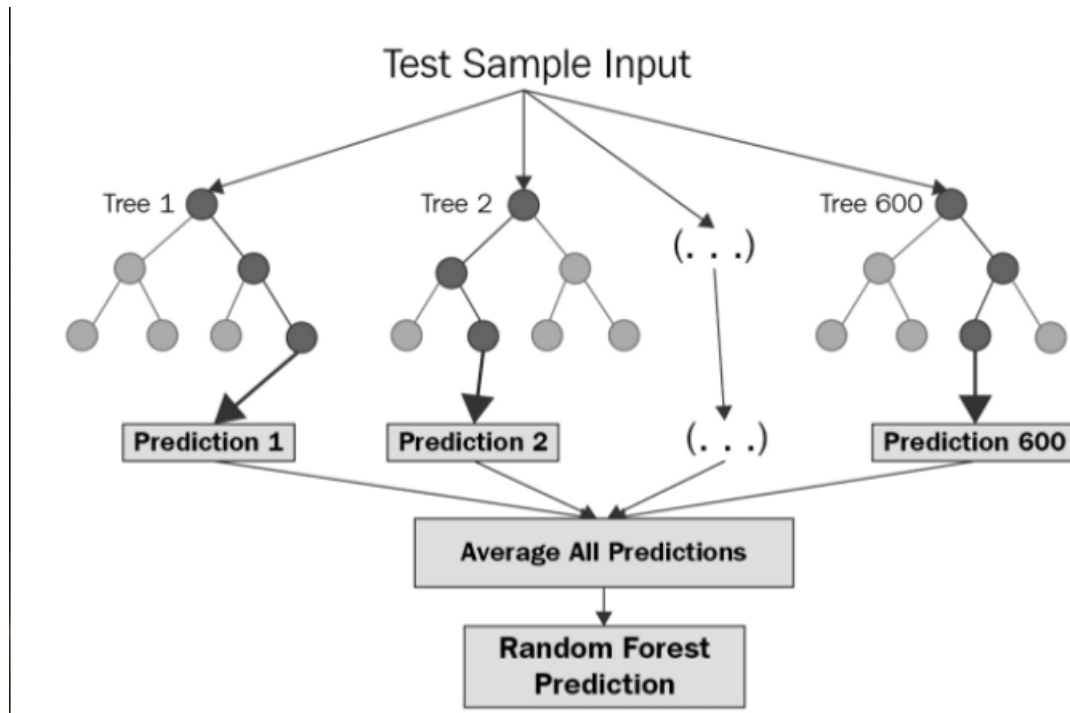 Test Sample Input
Tree 1
Tree 2
Tree 600
(. . .)
Prediction 1
Prediction 2
(. . .)
Prediction 600
Average All Predictions
Random Forest
Prediction